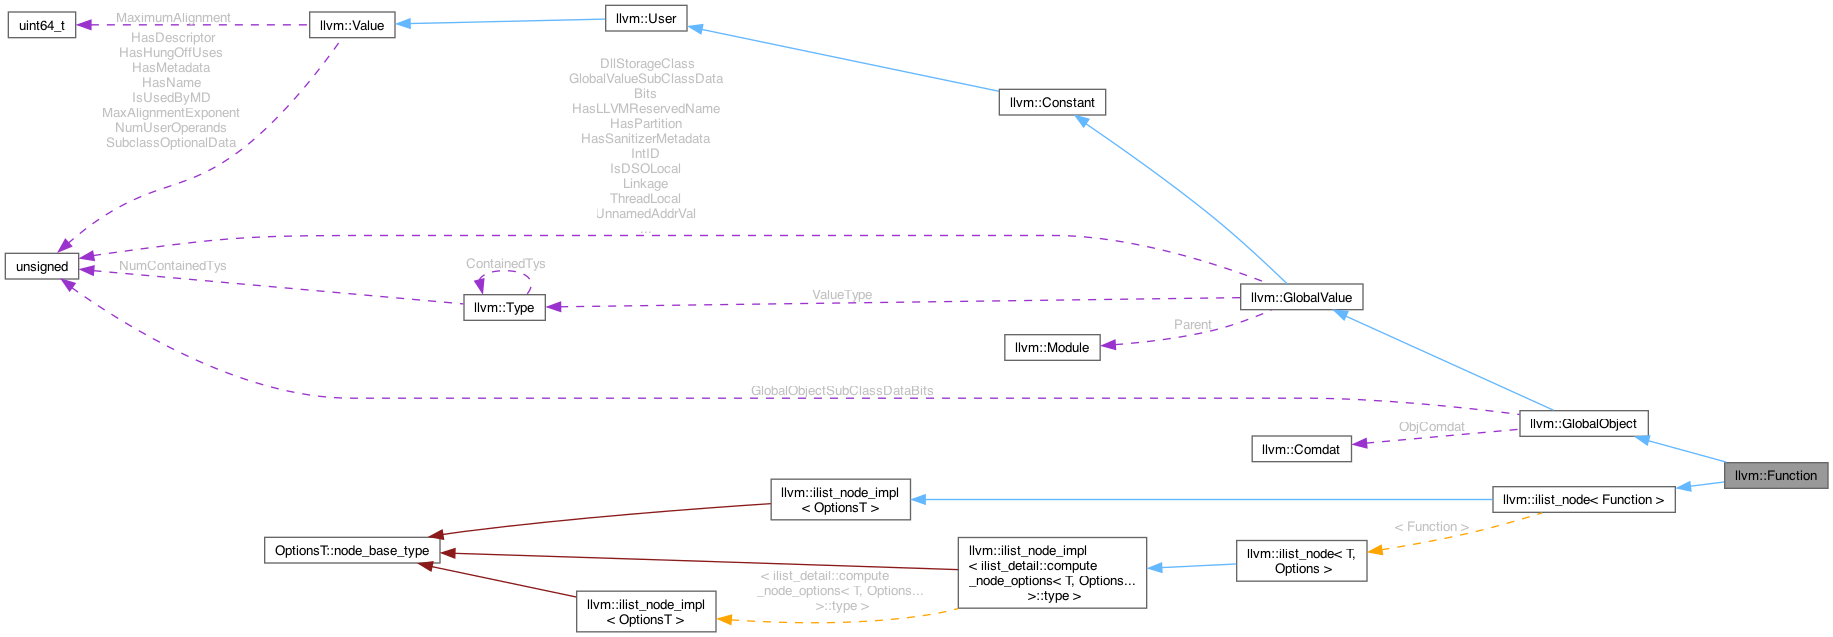 uint64_t
MaximumAlignment
llvm::Value
llvm::User
HasDescriptor
HasHungOffUses
HasMetadata
HasName
IsUsedByMD
MaxAlignmentExponent
NumUserOperands
SubclassOptionalData
DllStorageClass
GlobalValueSubClassData
Bits
HasLLVMReservedName
HasPartition
HasSanitizerMetadata
IntID
IsDSOLocal
Linkage
ThreadLocal
UnnamedAddrVal
...
llvm::Constant
unsigned
NumContainedTys
ContainedTys
llvm::Type
ValueType
llvm::GlobalValue
Parent
llvm::Module
GlobalObjectSubClassDataBits
llvm::GlobalObject
ObjComdat
llvm::Comdat
llvm::Function
llvm::ilist_node_impl
< OptionsT >
llvm::ilist_node< Function >
< Function >
OptionsT::node_base_type
llvm::ilist_node_impl
< ilist_detail::compute
_node_options< T, Options...
>::type >
llvm::ilist_node< T,
Options >
< ilist_detail::compute
_node_options< T, Options...
>::type >
llvm::ilist_node_impl
< OptionsT >